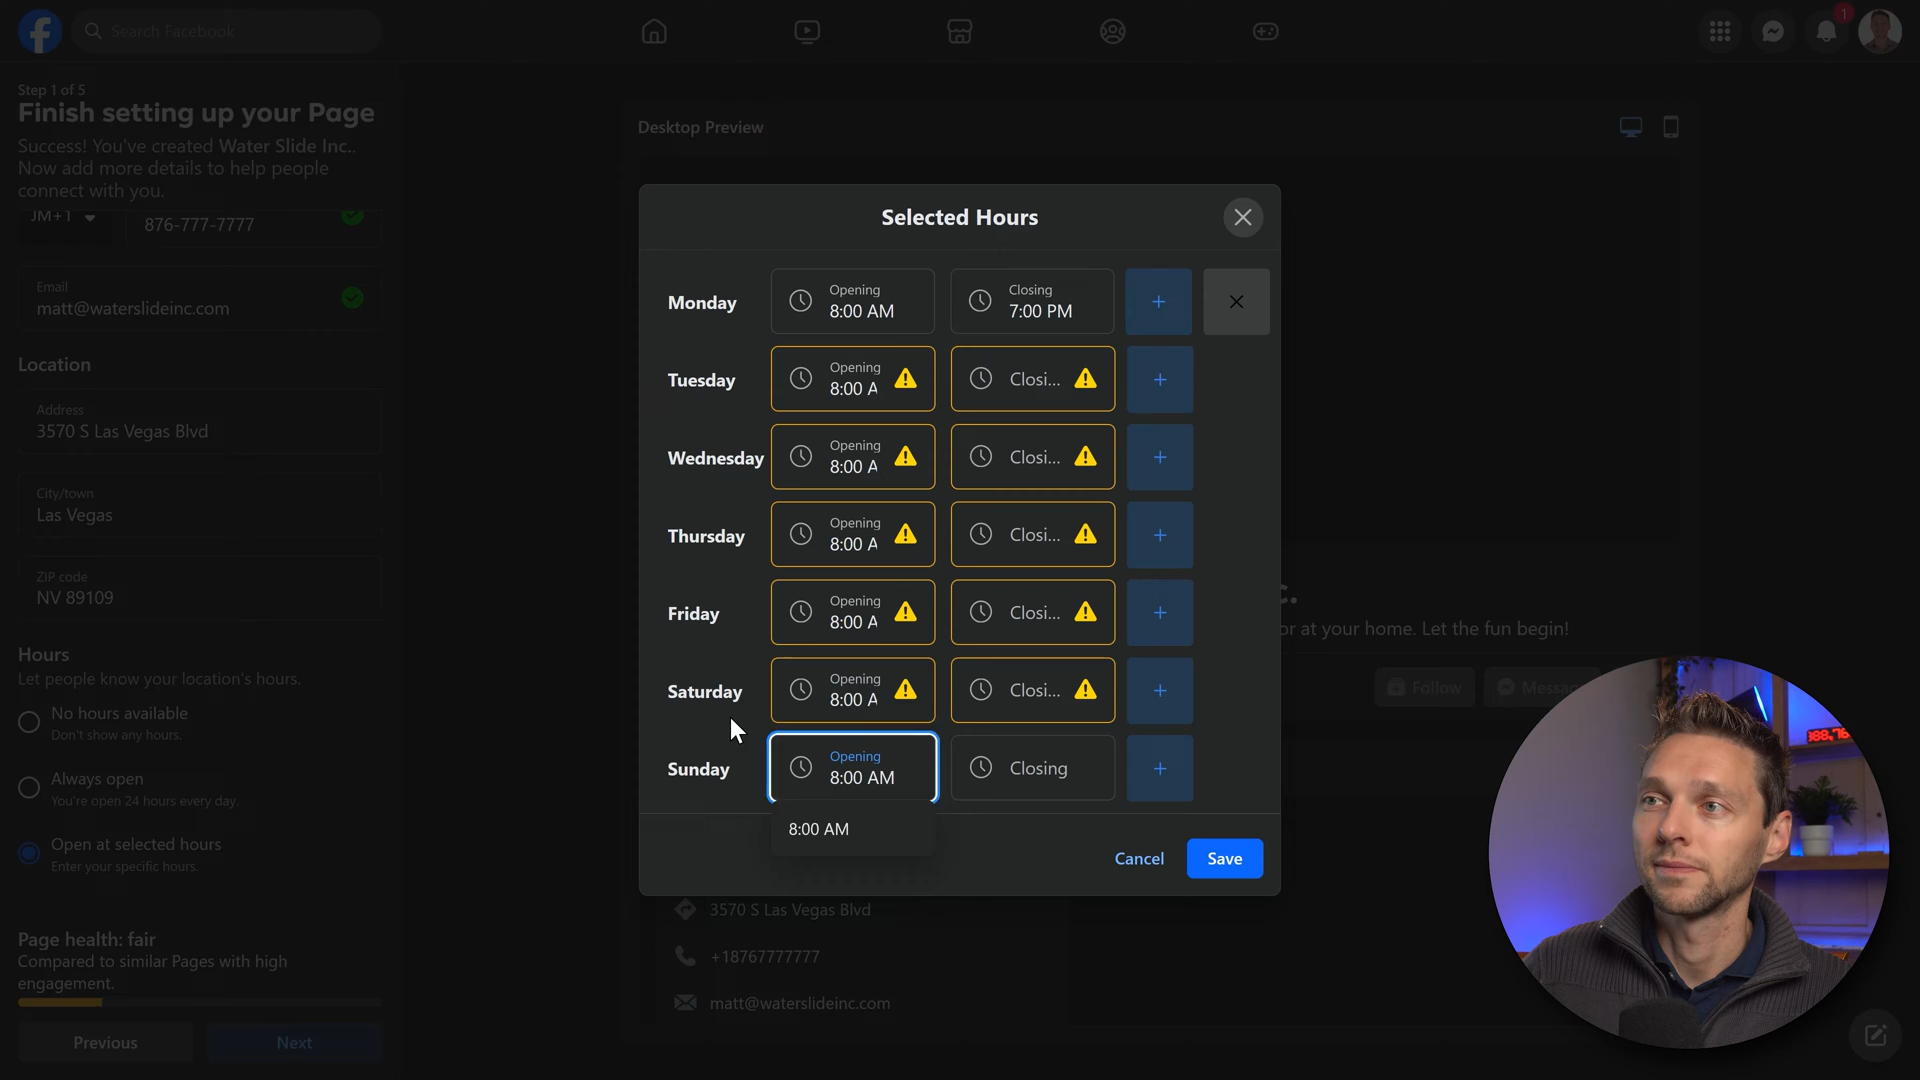 Search Facebook
1
Step 1 of 5
Finish setting up your Page
Success! You've created Water Slide Inc..
Now add more details to help people
connect with you.
JM+1
876-777-7777
Email
matt@waterslideinc.com
Location
Address
3570 S Las Vegas Blvd
City/town
Las Vegas
ZIP code
NV 89109
Hours
Let people know your location's hours.
No hours available
Don't show any hours.
Always open
You're open 24 hours every day.
Open at selected hours
Enter your specific hours.
Page health: fair
Compared to similar Pages with high
engagement.
Previous
Next
Desktop Preview
Selected Hours
Monday
Opening
8:00 AM
Closing
7:00 PM
Tuesday
Opening
8:00 A
Closi...
Wednesday
Opening
8:00 A
Closi...
Thursday
Opening
8:00 A
Closi...
Friday
Opening
8:00 A
Closi...
Saturday
Opening
8:00 A
Closi...
Sunday
Opening
8:00 AM
Closing
8:00 AM
Cancel
Save
or at your home. Let the fun begin!
Follow
3570 S Las Vegas Blvd
+18767777777
matt@waterslideinc.com